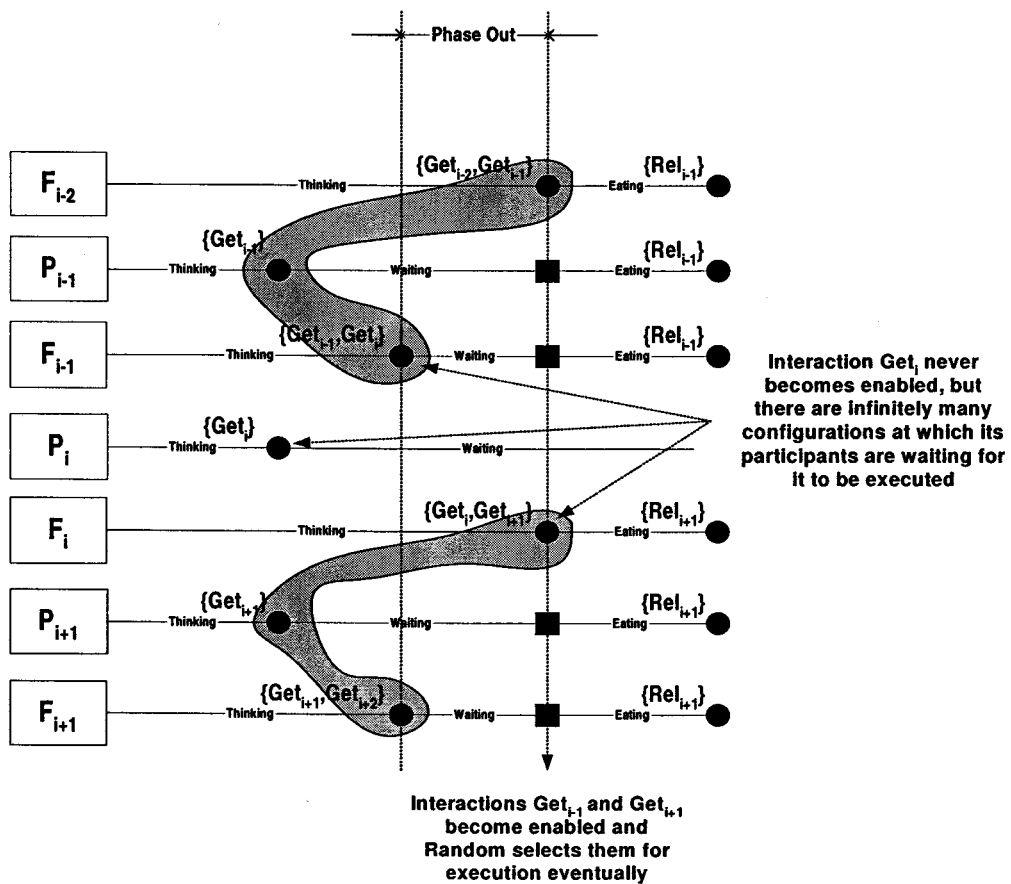 Phase Out
F_{i-2} Thinking {Get_{i-2},Get_{i-1}} Eating {Rel_{i-1}}
P_{i-1} Thinking {Get_{i-1}} Waiting Eating {Rel_{i-1}}
F_{i-1} Thinking {Get_{i-1},Get_i} Waiting Eating {Rel_{i-1}}
P_i Thinking {Get_i} Waiting
F_i Thinking {Get_i,Get_{i+1}} Eating {Rel_{i+1}}
P_{i+1} Thinking {Get_{i+1}} Waiting Eating {Rel_{i+1}}
F_{i+1} Thinking {Get_{i+1},Get_{i+2}} Waiting Eating {Rel_{i+1}}
Interaction Get_i never
becomes enabled, but
there are infinitely many
configurations at which its
participants are waiting for
it to be executed
Interactions Get_{i-1} and Get_{i+1}
become enabled and
Random selects them for
execution eventually